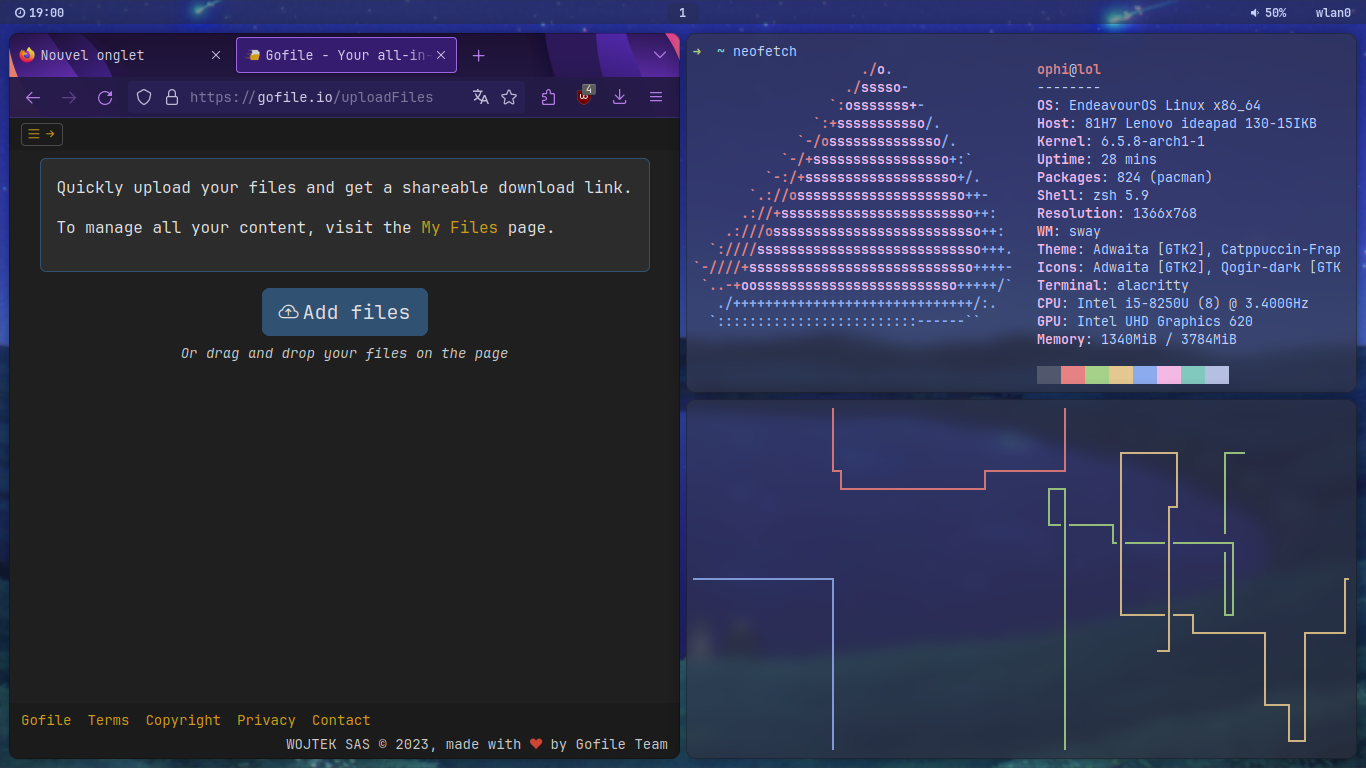 19:00
1
50%
wlan0
Nouvel onglet
Gofile - Your all-in-
https://gofile.io/uploadFiles
4
Quickly upload your files and get a shareable download link.
To manage all your content, visit the My Files page.
Add files
Or drag and drop your files on the page
Gofile Terms Copyright Privacy Contact
WOJTEK SAS © 2023, made with ❤ by Gofile Team
➜ ~ neofetch
./o.
./sssso-
`:osssssss+-
`:+sssssssssso/.
`-/ossssssssssssso/.
`-/+sssssssssssssssso+:`
`-:/+sssssssssssssssssso+/.
`.://osssssssssssssssssssso++-
.://+ssssssssssssssssssssssso++:
.:///ossssssssssssssssssssssssso++:
`:////ssssssssssssssssssssssssssso+++.
`-////+ssssssssssssssssssssssssssso++++-
`..-+oosssssssssssssssssssssssso+++++/`
./++++++++++++++++++++++++++++++/:.
`:::::::::::::::::::::::::------``
ophi@lol
--------
OS: EndeavourOS Linux x86_64
Host: 81H7 Lenovo ideapad 130-15IKB
Kernel: 6.5.8-arch1-1
Uptime: 28 mins
Packages: 824 (pacman)
Shell: zsh 5.9
Resolution: 1366x768
WM: sway
Theme: Adwaita [GTK2], Catppuccin-Frap
Icons: Adwaita [GTK2], Qogir-dark [GTK
Terminal: alacritty
CPU: Intel i5-8250U (8) @ 3.400GHz
GPU: Intel UHD Graphics 620
Memory: 1340MiB / 3784MiB